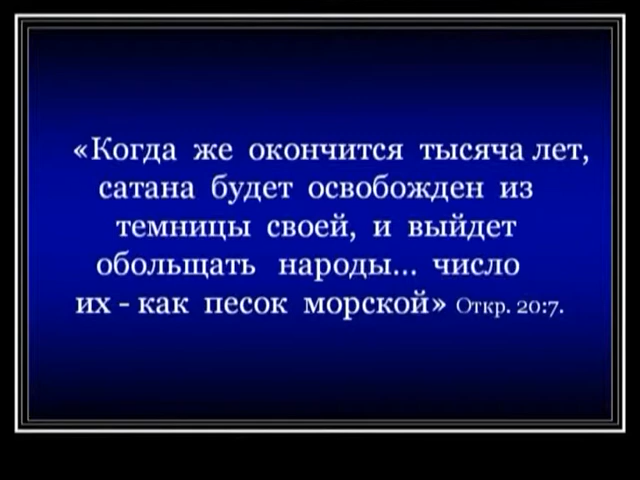 «Когда же окончится тысяча лет,
сатана будет освобожден из
темницы своей, и выйдет
обольщать народы... число
их - как песок морской» Откр. 20:7.